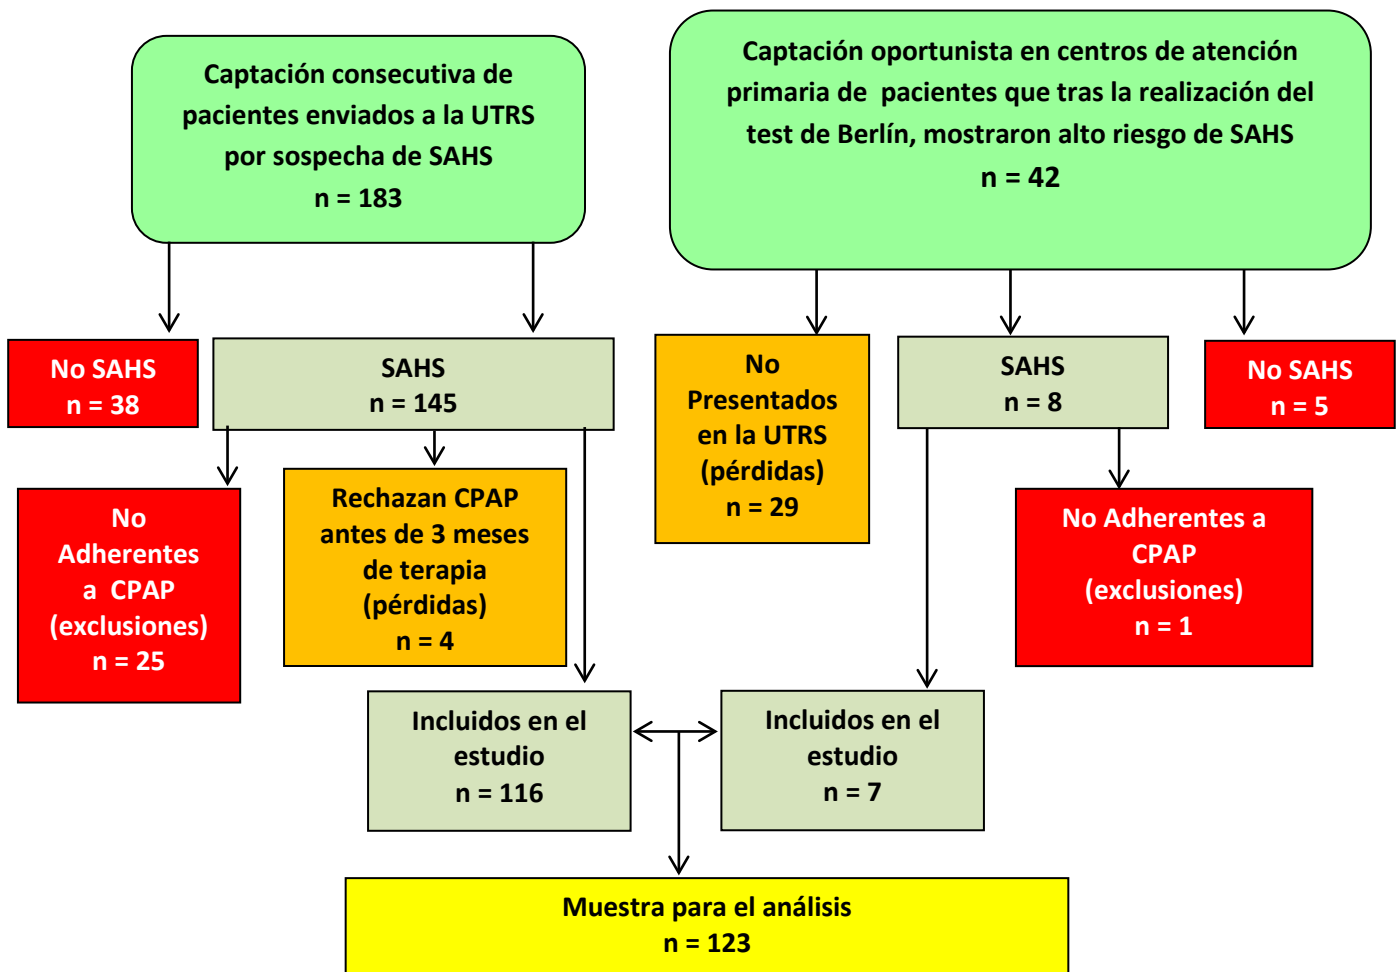 Captación consecutiva de
pacientes enviados a la UTRS
por sospecha de SAHS
n = 183
Captación oportunista en centros de atención
primaria de pacientes que tras la realización del
test de Berlín, mostraron alto riesgo de SAHS
n = 42
No SAHS
n = 38
SAHS
n = 145
No
Presentados
en la UTRS
(pérdidas)
n = 29
SAHS
n = 8
No SAHS
n = 5
No
Adherentes
a CPAP
(exclusiones)
n = 25
Rechazan CPAP
antes de 3 meses
de terapia
(pérdidas)
n = 4
No Adherentes a
CPAP
(exclusiones)
n = 1
Incluidos en el
estudio
n = 116
Incluidos en el
estudio
n = 7
Muestra para el análisis
n = 123